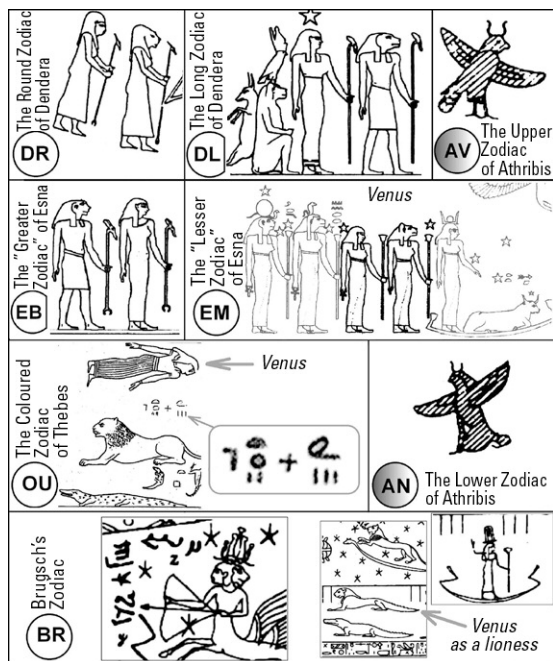 The Round Zodiac
of Dendera
DR
The Long Zodiac
of Dendera
DL
AV
The Upper
Zodiac
of Athribis
The "Greater
Zodiac" of Esna
EB
The "Lesser
Zodiac"
of Esna
EM
Venus
The Coloured
Zodiac
of Thebes
OU
Venus
AN
The Lower Zodiac
of Athribis
Brugsch's
Zodiac
BR
Venus
as a lioness